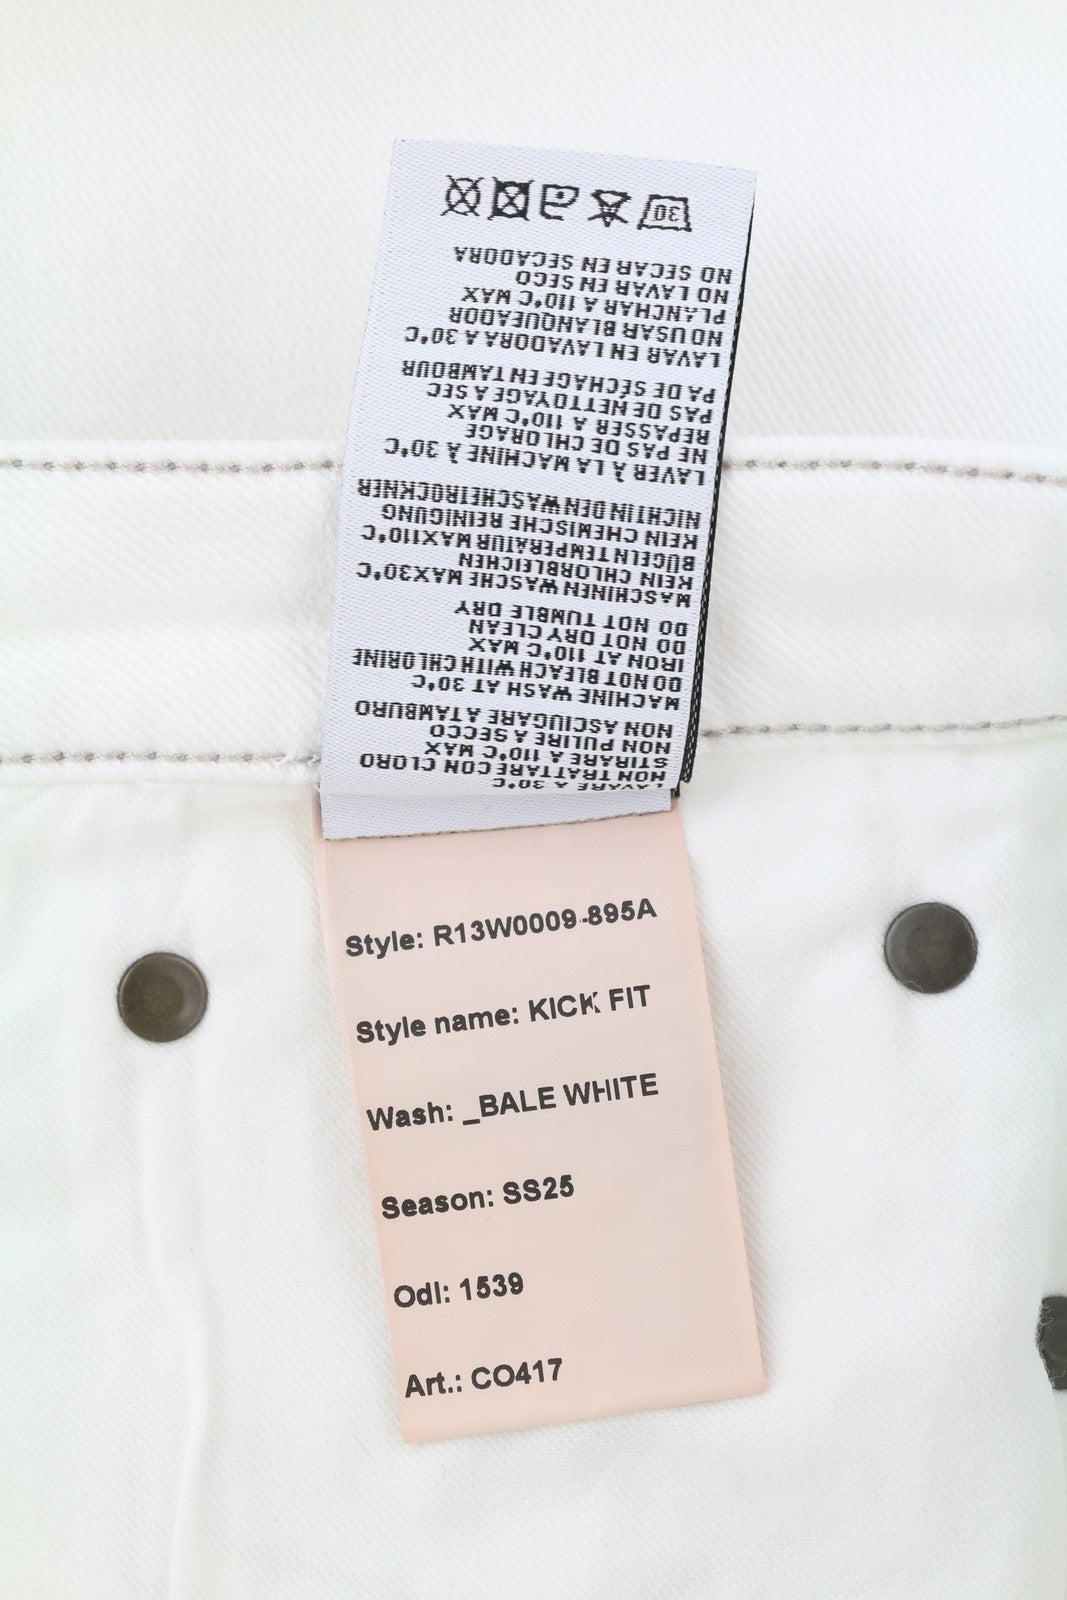 LAVARE A 30°C
NON TRATTARE CON CLORO
STIRARE A 110°C MAX
NON PULIRE A SECCO
NON ASCIUGARE A TAMBURO
MACHINE WASH AT 30°C
DO NOT BLEACH WITH CHLORINE
IRON AT 110°C MAX
DO NOT DRY CLEAN
DO NOT TUMBLE DRY
MASCHINEN WASCHE MAX30°C
KEIN CHLORBLEICHEN
BÜGELN TEMPERATUR MAX110°C
KEIN CHEMISCHE REINIGUNG
NICHT IN DEN WASCHEIROCKNER
LAVER À LA MACHINE À 30°C
NE PAS DE CHLORAGE
REPASSER A 110°C MAX
PAS DE NETTOYAGE A SEC
PA DE SÉCHAGE EN TAMBOUR
LAVAR EN LAVADORA A 30°C
NO USAR BLANQUEADOR
PLANCHAR A 110°C MAX
NO LAVAR EN SECO
NO SECAR EN SECADORA
30
Style: R13W0009-895A
Style name: KICK FIT
Wash: _BALE WHITE
Season: SS25
Odl: 1539
Art.: CO417